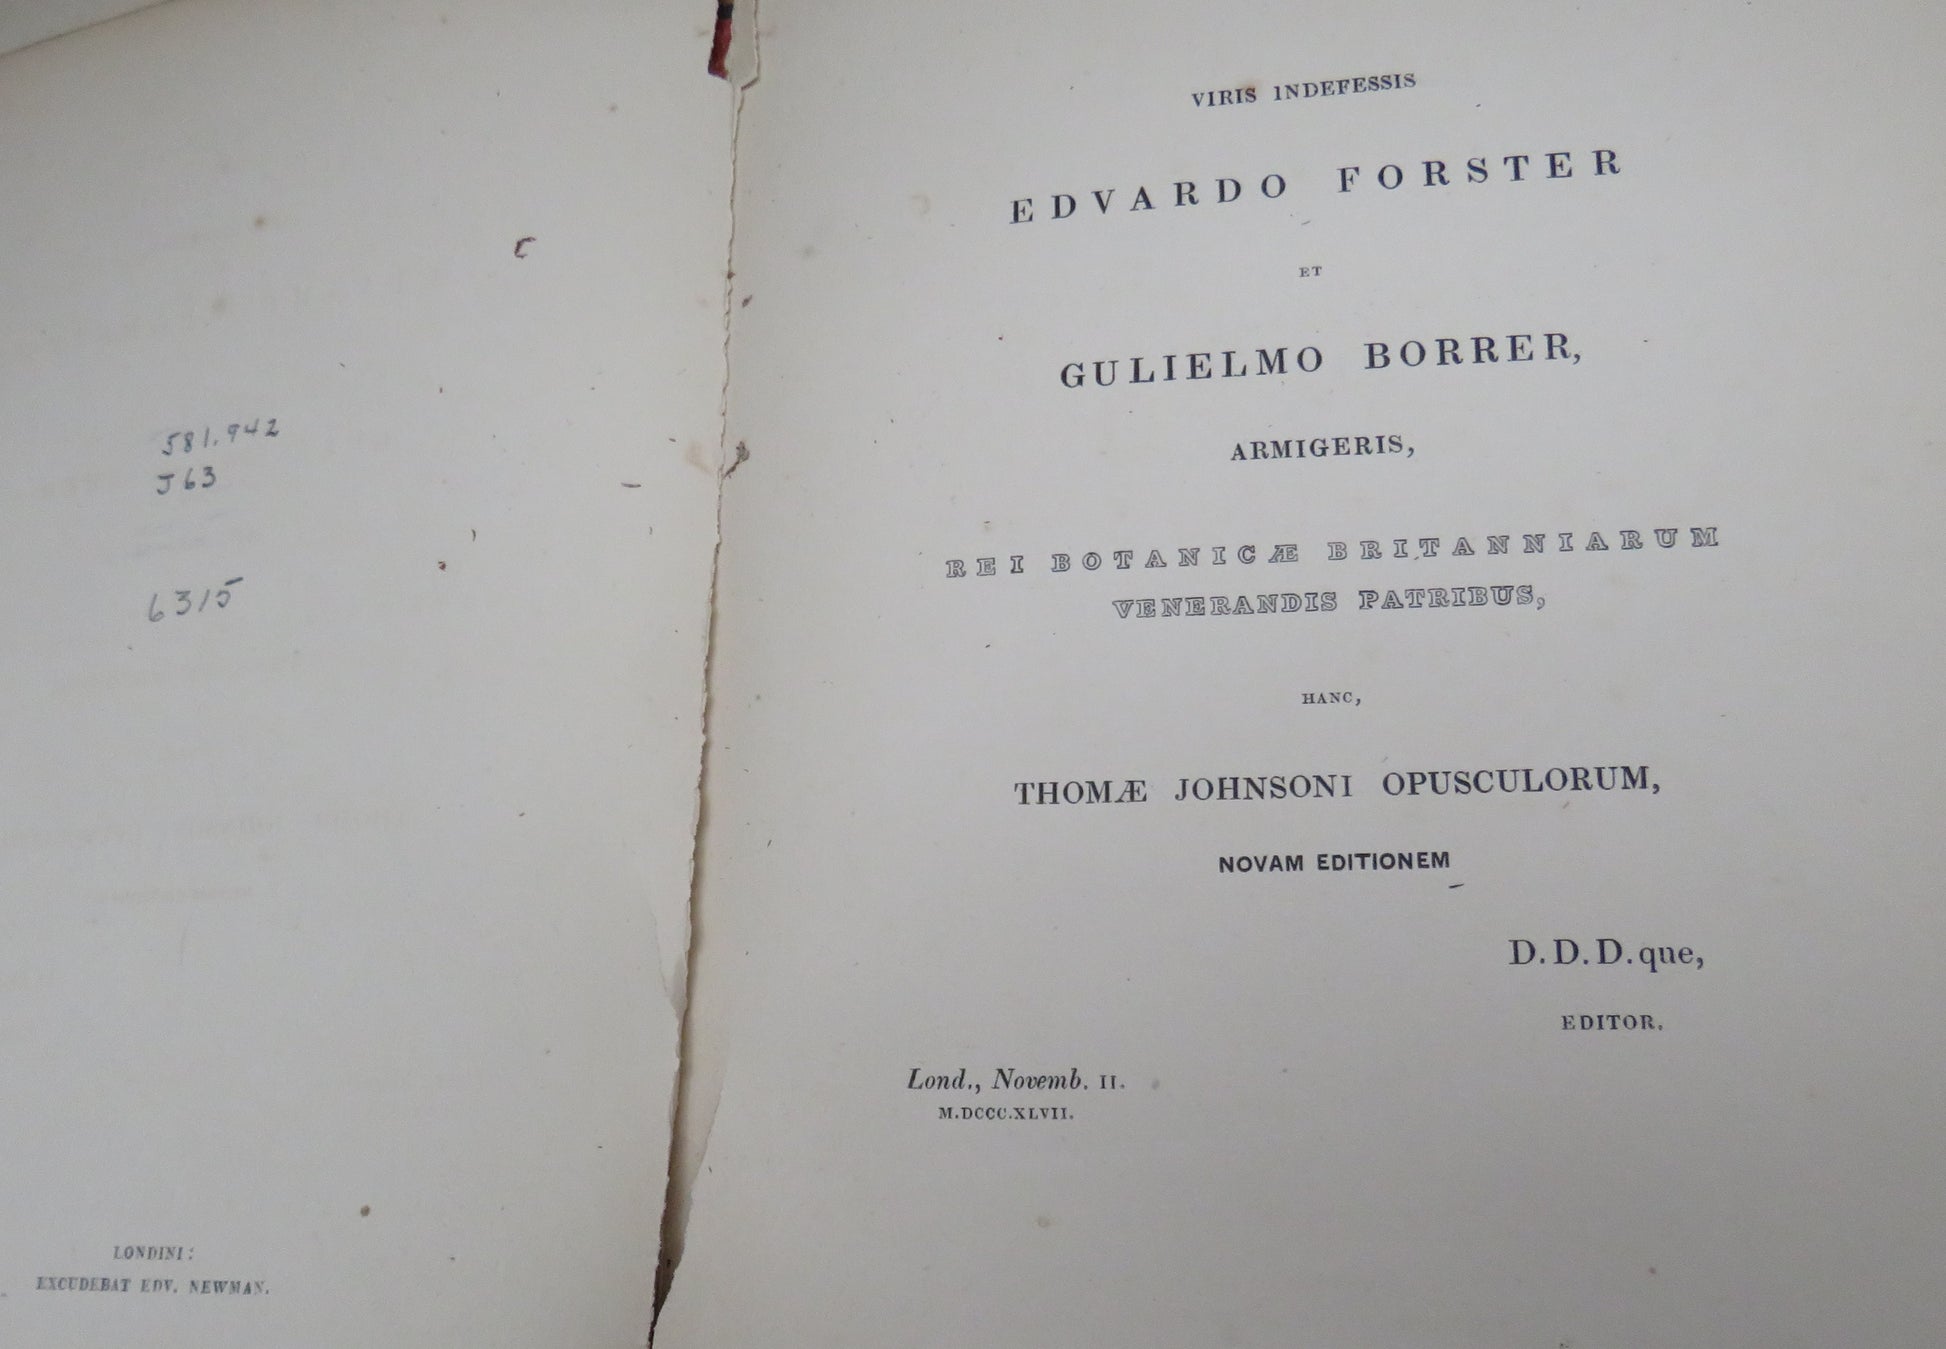 581.942
J63
6315
LONDINI:
EXCUDEBAT EDV. NEWMAN.
VIRIS INDEFESSIS
EDVARDO FORSTER
ET
GULIELMO BORRER,
ARMIGERIS,
REI BOTANICÆ BRITANNIARUM
VENERANDIS PATRIBUS,
HANC,
THOMÆ JOHNSONI OPUSCULORUM,
NOVAM EDITIONEM
D.D.D.que,
EDITOR.
Lond., Novemb. II.
M.DCCC.XLVII.